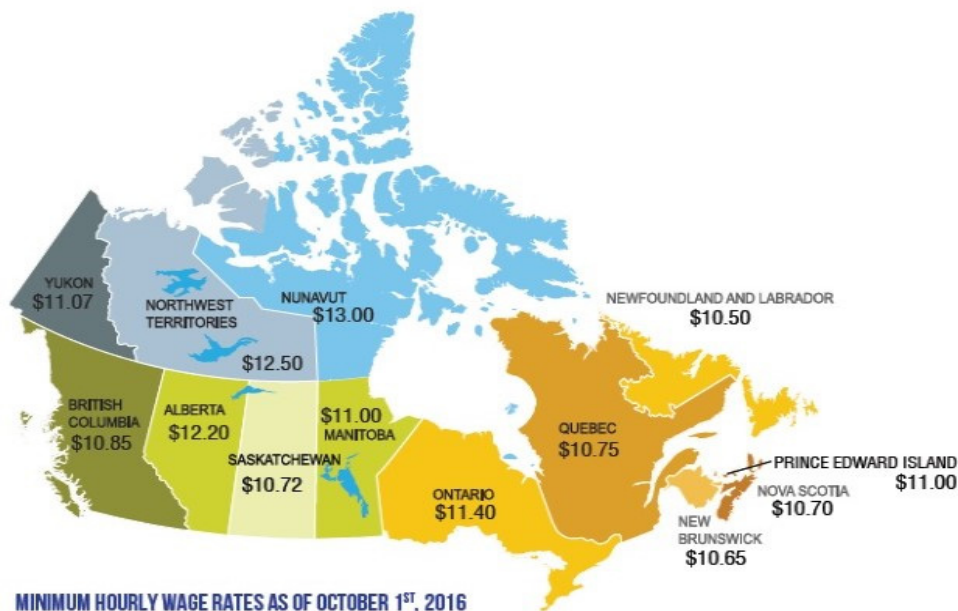 YUKON
$11.07
NORTHWEST
TERRITORIES
$12.50
NUNAVUT
$13.00
NEWFOUNDLAND AND LABRADOR
$10.50
BRITISH
COLUMBIA
$10.85
ALBERTA
$12.20
SASKATCHEWAN
$10.72
$11.00
MANITOBA
ONTARIO
$11.40
QUEBEC
$10.75
PRINCE EDWARD ISLAND
$11.00
NOVA SCOTIA
$10.70
NEW
BRUNSWICK
$10.65
MINIMUM HOURLY WAGE RATES AS OF OCTOBER 1ST, 2016